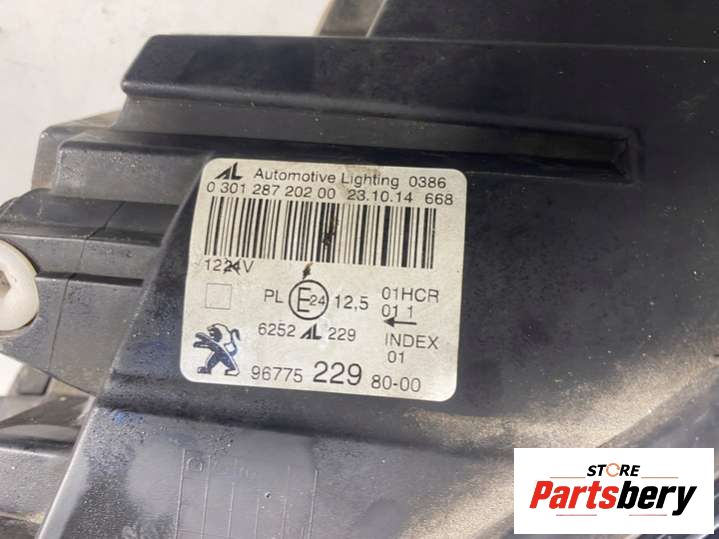 AL Automotive Lighting 0386
0 301 287 202 00 23.10.14 668
PL E24 12,5 01HCR
01 1
6252 AL 229 INDEX
01
96775 229 80-00
STORE
Partsbery